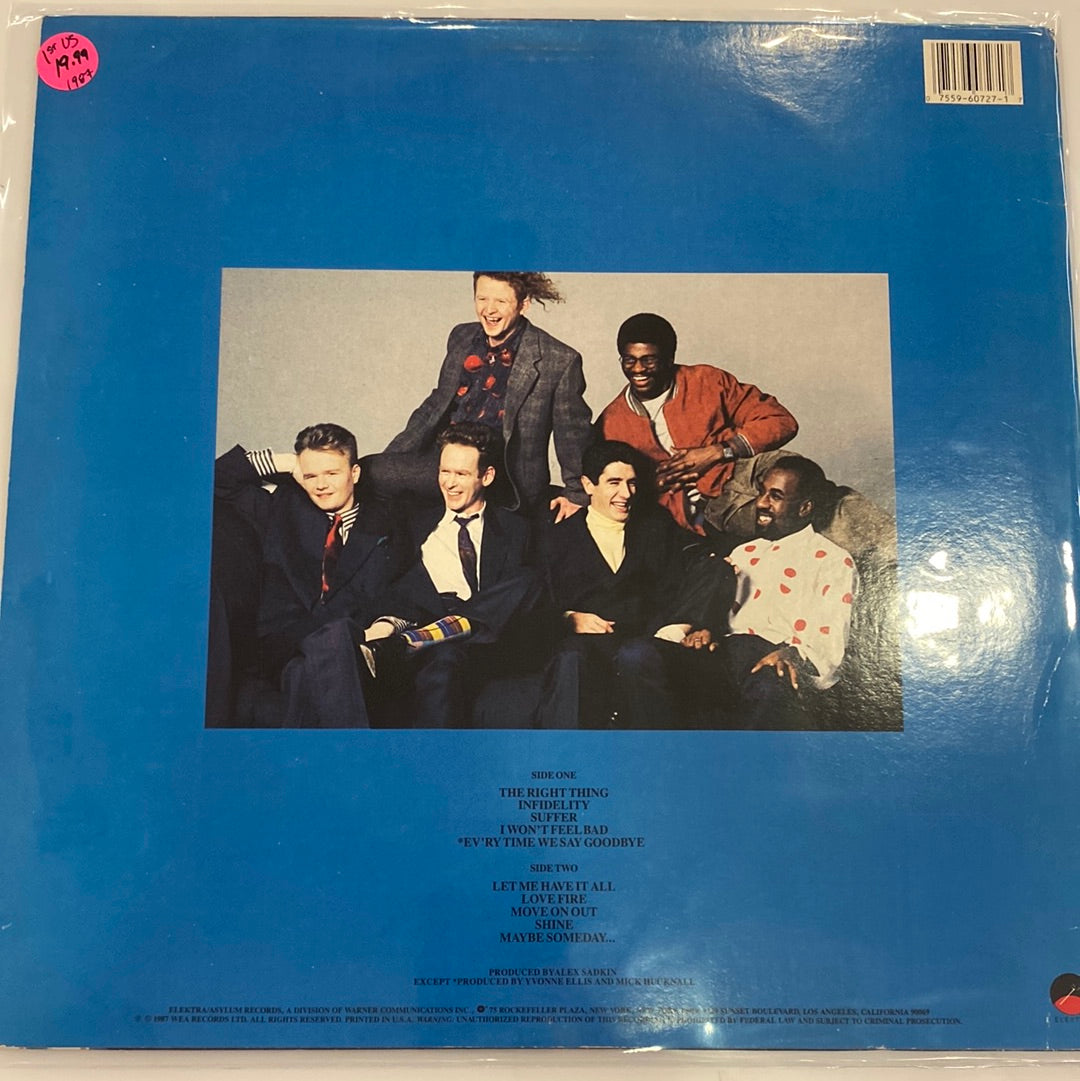 1st US
19.99
1987
0 7559-60727-1 7
SIDE ONE
THE RIGHT THING
INFIDELITY
SUFFER
I WON'T FEEL BAD
*EV'RY TIME WE SAY GOODBYE
SIDE TWO
LET ME HAVE IT ALL
LOVE FIRE
MOVE ON OUT
SHINE
MAYBE SOMEDAY...
PRODUCED BY ALEX SADKIN
EXCEPT *PRODUCED BY YVONNE ELLIS AND MICK HUCKNALL
ELEKTRA/ASYLUM RECORDS, A DIVISION OF WARNER COMMUNICATIONS INC., 75 ROCKEFELLER PLAZA, NEW YORK, SUNSET BOULEVARD, LOS ANGELES, CALIFORNIA 90069
℗ © 1987 WEA RECORDS LTD. ALL RIGHTS RESERVED. PRINTED IN U.S.A. WARNING: UNAUTHORIZED REPRODUCTION OF THIS RECORDING IS PROHIBITED BY FEDERAL LAW AND SUBJECT TO CRIMINAL PROSECUTION.